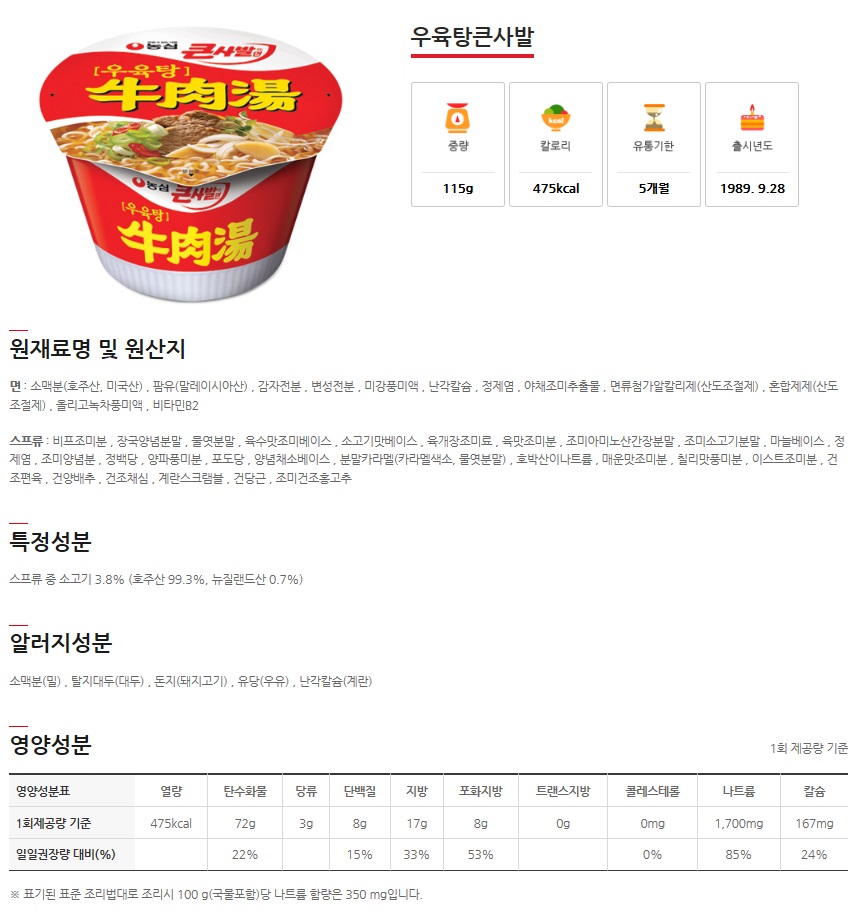 우육탕큰사발
농심 큰사발면
[우육탕]
牛肉湯
농심 큰사발면
[우육탕]
牛肉湯
중량 칼로리 유통기한 출시년도
115g 475kcal 5개월 1989. 9.28
원재료명 및 원산지
면 : 소맥분(호주산, 미국산) , 팜유(말레이시아산) , 감자전분 , 변성전분 , 미강풍미액 , 난각칼슘 , 정제염 , 야채조미추출물 , 면류첨가알칼리제(산도조절제) , 혼합제제(산도
조절제) , 올리고녹차풍미액 , 비타민B2
스프류 : 비프조미분 , 장국양념분말 , 물엿분말 , 육수맛조미베이스 , 소고기맛베이스 , 육개장조미료 , 육맛조미분 , 조미아미노산간장분말 , 조미소고기분말 , 마늘베이스 , 정
제염 , 조미양념분 , 정백당 , 양파풍미분 , 포도당 , 양념채소베이스 , 분말카라멜(카라멜색소, 물엿분말) , 호박산이나트륨 , 매운맛조미분 , 칠리맛풍미분 , 이스트조미분 , 건
조편육 , 건양배추 , 건조채심 , 계란스크램블 , 건당근 , 조미건조홍고추
특정성분
스프류 중 소고기 3.8% (호주산 99.3%, 뉴질랜드산 0.7%)
알러지성분
소맥분(밀) , 탈지대두(대두) , 돈지(돼지고기) , 유당(우유) , 난각칼슘(계란)
영양성분
1회 제공량 기준
영양성분표 열량 탄수화물 당류 단백질 지방 포화지방 트랜스지방 콜레스테롤 나트륨 칼슘
1회제공량 기준 475kcal 72g 3g 8g 17g 8g 0g 0mg 1,700mg 167mg
일일권장량 대비(%) 22% 15% 33% 53% 0% 85% 24%
※ 표기된 표준 조리법대로 조리시 100 g(국물포함)당 나트륨 함량은 350 mg입니다.